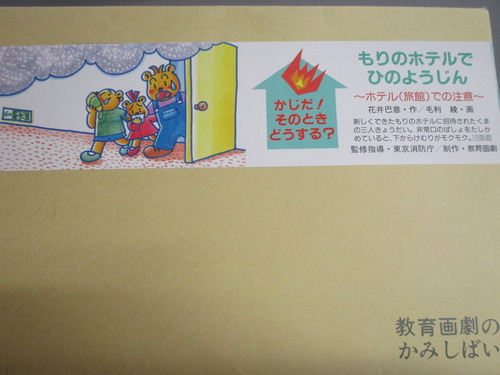 もりのホテルで
ひのようじん
～ホテル(旅館)での注意～
花井巴意・作／毛利 綾・画
新しくできたもりのホテルに招待されたくま
の三人きょうだい。非常口のばしょをたしか
めていると、下からけむりがモクモク。12画面
監修指導・東京消防庁／制作・教育画劇
かじだ!
そのとき
どうする?
教育画劇の
かみしばい